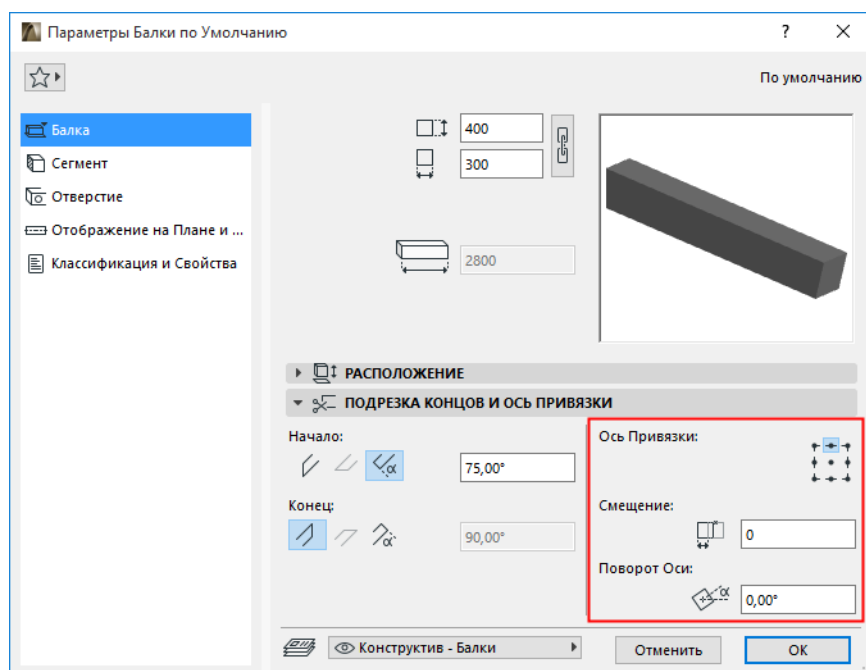 Параметры Балки по Умолчанию
?
По умолчанию
Балка
Сегмент
Отверстие
Отображение на Плане и ...
Классификация и Свойства
400
300
2800
РАСПОЛОЖЕНИЕ
ПОДРЕЗКА КОНЦОВ И ОСЬ ПРИВЯЗКИ
Начало:
α
75,00°
Конец:
α
90,00°
Ось Привязки:
Смещение:
0
Поворот Оси:
α
0,00°
Конструктив - Балки
Отменить
OK